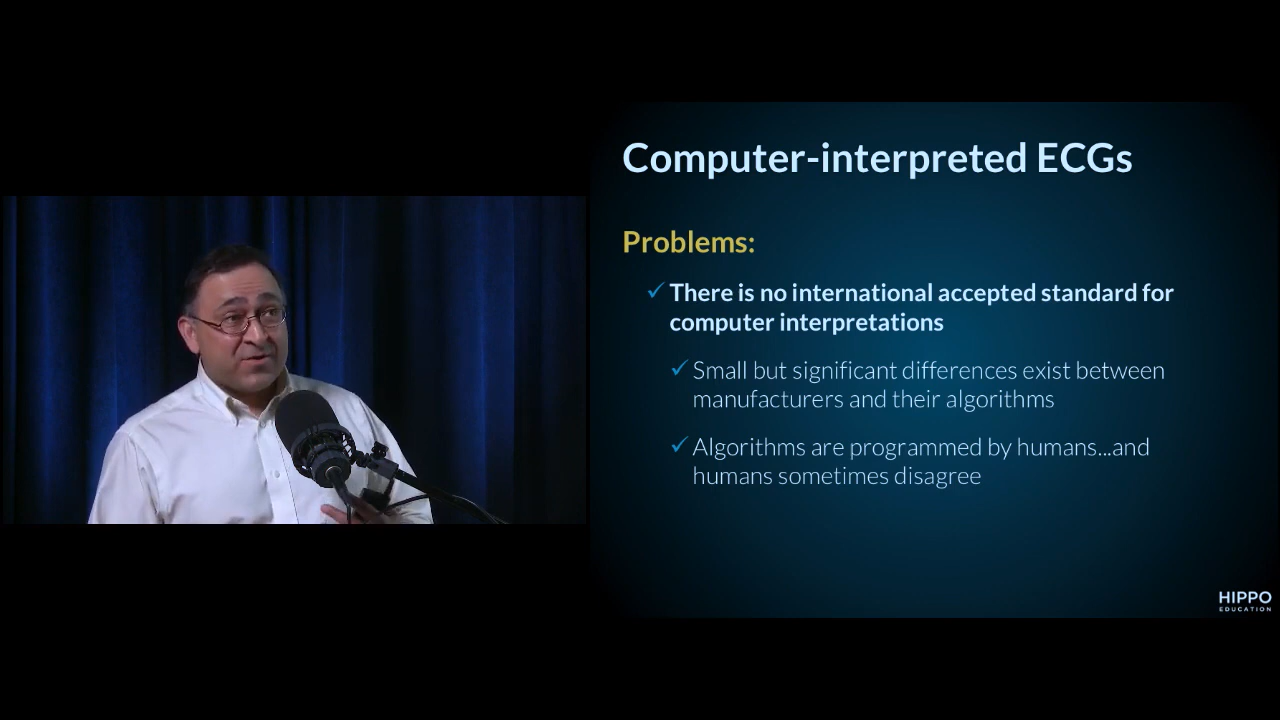 Computer-interpreted ECGs
Problems:
There is no international accepted standard for
computer interpretations
Small but significant differences exist between
manufacturers and their algorithms
Algorithms are programmed by humans...and
humans sometimes disagree
HIPPO
EDUCATION